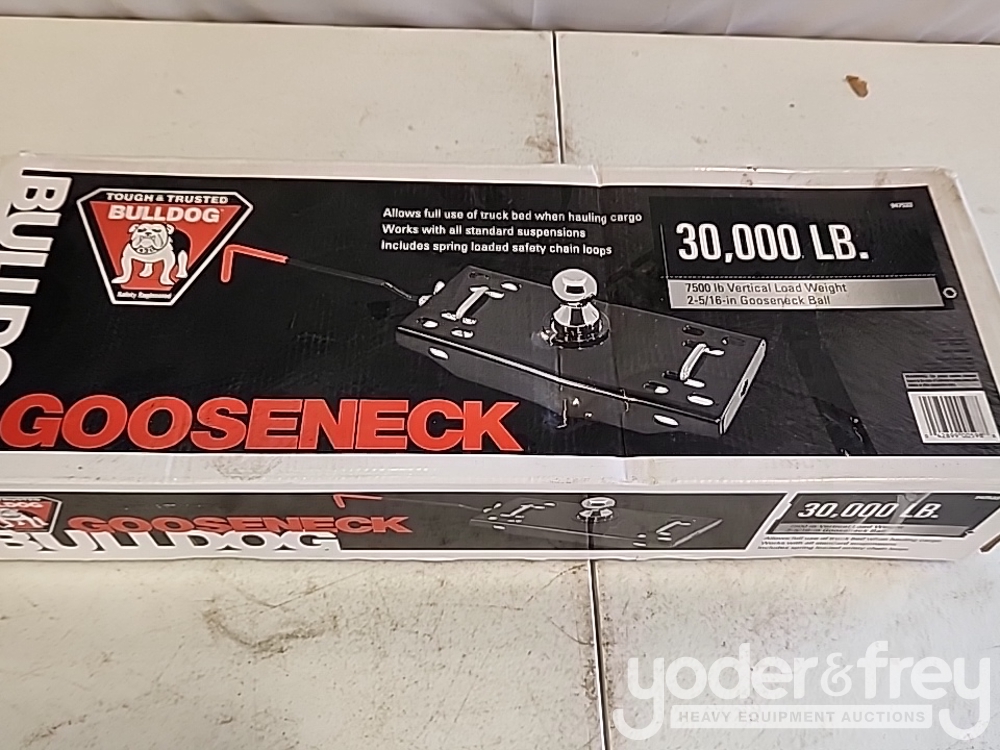 BULLDOG
TOUGH & TRUSTED
BULLDOG
Safety Engineered
Allows full use of truck bed when hauling cargo
Works with all standard suspensions
Includes spring loaded safety chain loops
30,000 LB.
7500 lb Vertical Load Weight
2-5/16-in Gooseneck Ball
GOOSENECK
BULLDOG
GOOSENECK
BULLDOG
30,000 LB.
yoder&frey
HEAVY EQUIPMENT AUCTIONS